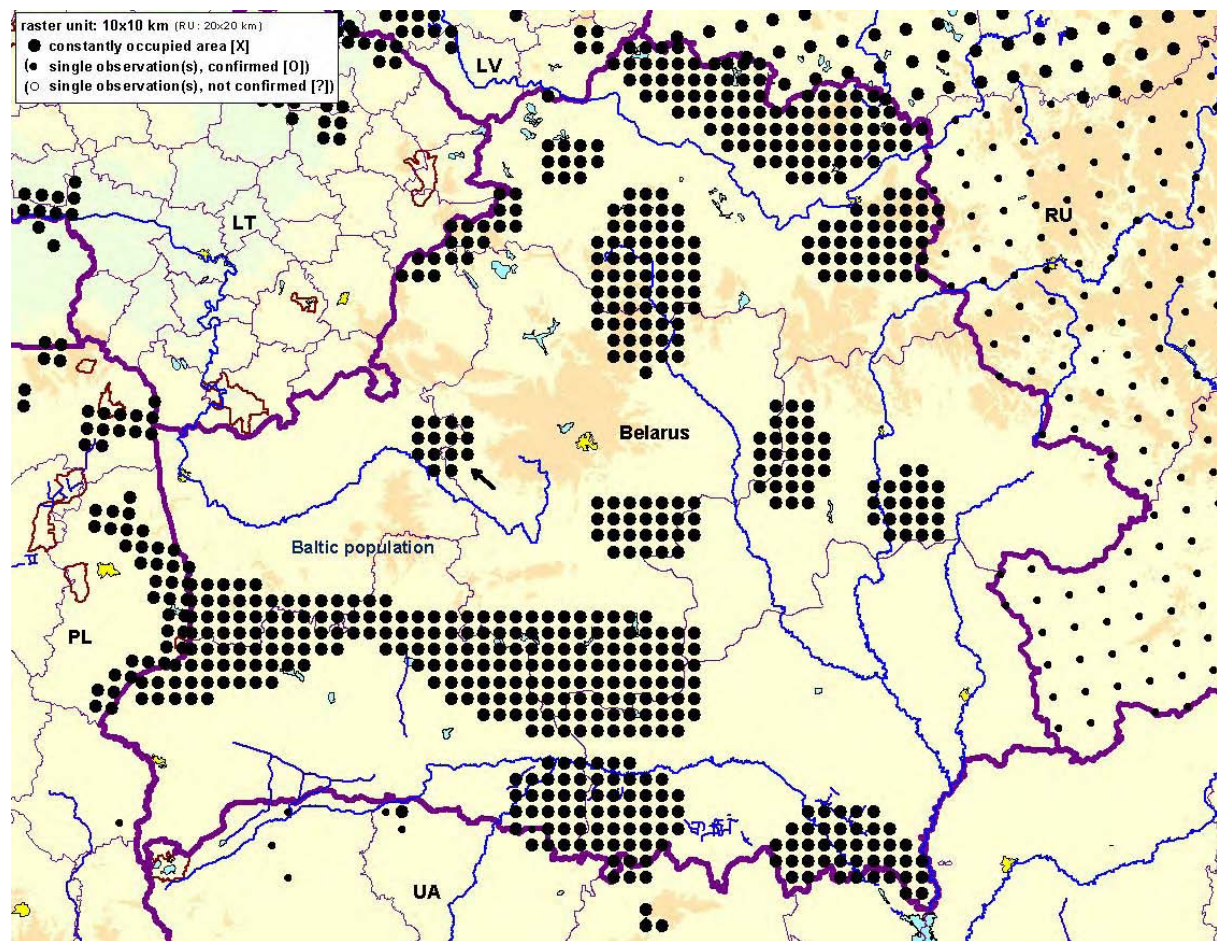 raster unit: 10x10 km (RU: 20x20 km)
constantly occupied area [X]
single observation(s), confirmed [O])
single observation(s), not confirmed [?])
LV
LT
RU
Belarus
Baltic population
PL
UA